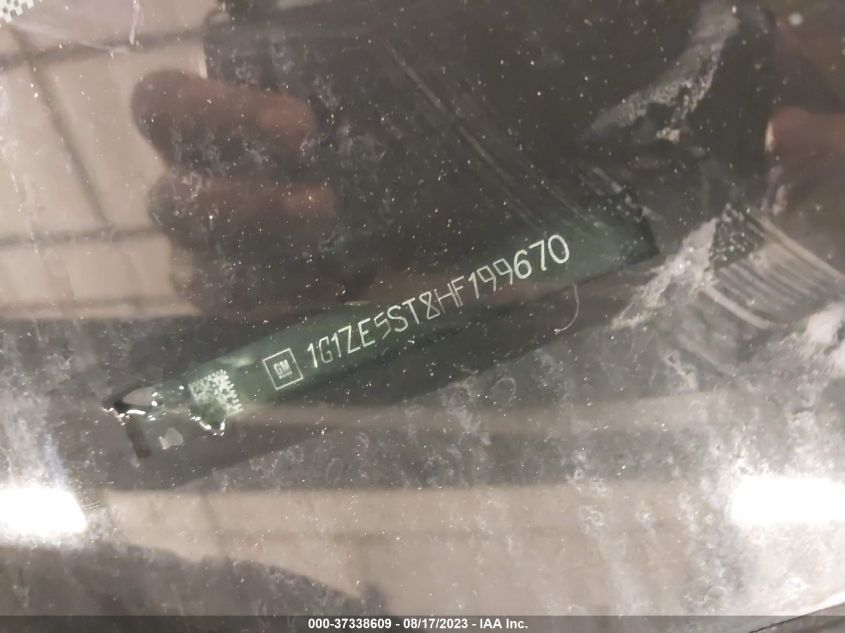 GM 1G1ZE5ST8HF199670
000-37338609 - 08/17/2023 - IAA Inc.